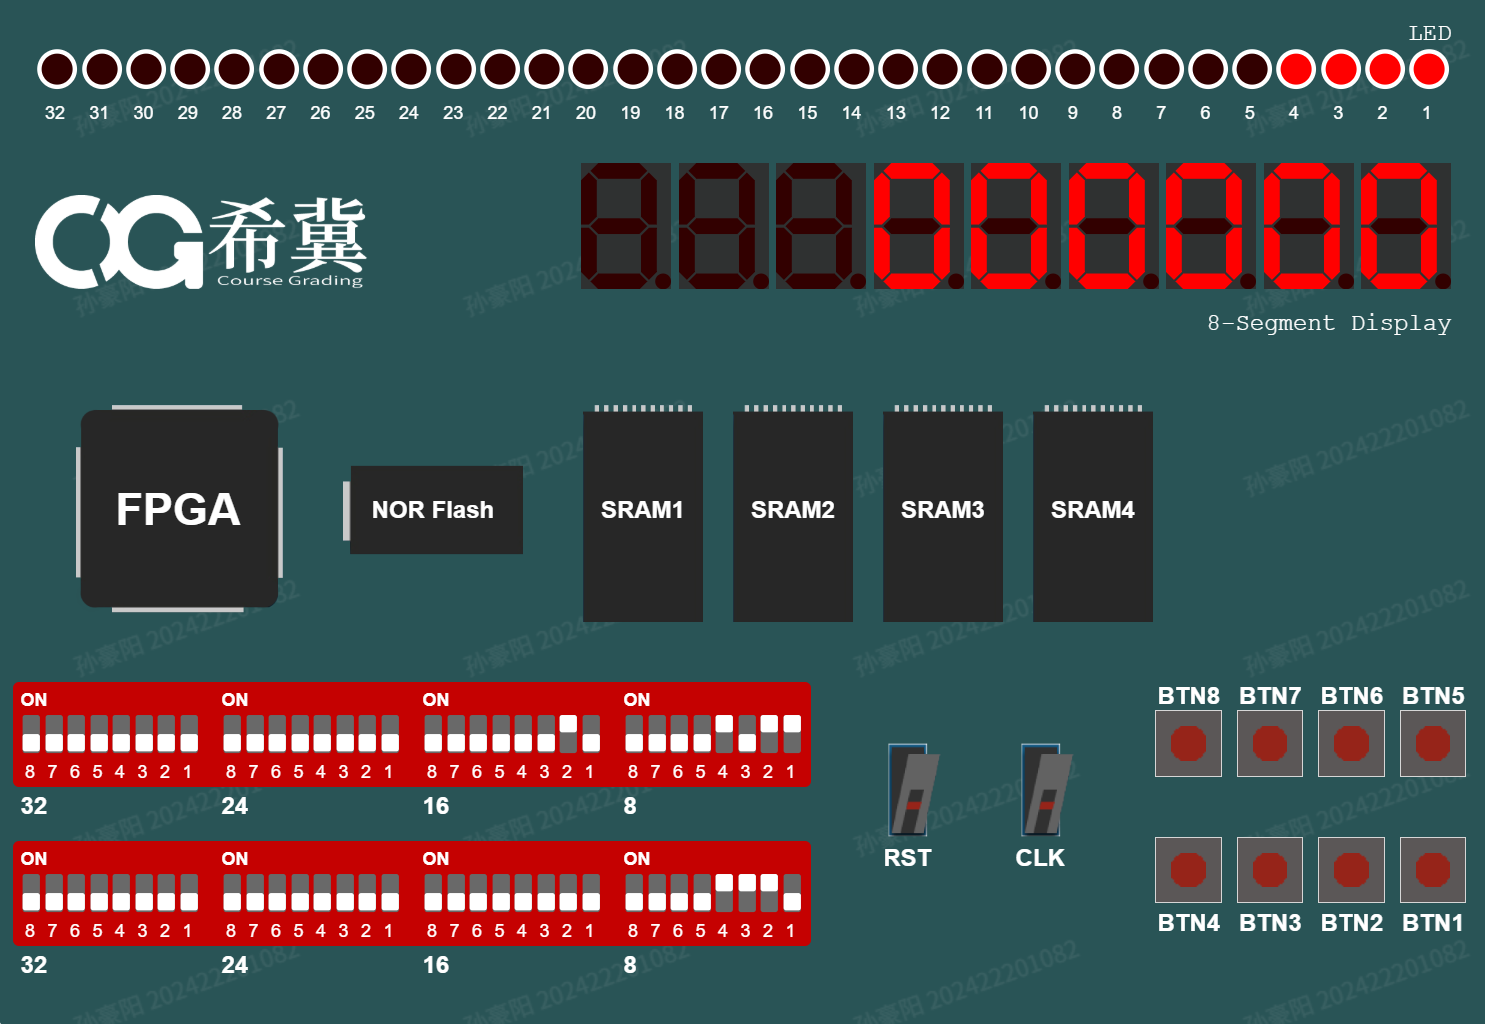 LED
32 31 30 29 28 27 26 25 24 23 22 21 20 19 18 17 16 15 14 13 12 11 10 9 8 7 6 5 4 3 2 1
CG 希冀
Course Grading
000000
8-Segment Display
FPGA
NOR Flash
SRAM1
SRAM2
SRAM3
SRAM4
ON ON ON ON
8 7 6 5 4 3 2 1 8 7 6 5 4 3 2 1 8 7 6 5 4 3 2 1 8 7 6 5 4 3 2 1
32 24 16 8
ON ON ON ON
8 7 6 5 4 3 2 1 8 7 6 5 4 3 2 1 8 7 6 5 4 3 2 1 8 7 6 5 4 3 2 1
32 24 16 8
RST
CLK
BTN8 BTN7 BTN6 BTN5
BTN4 BTN3 BTN2 BTN1
孙豪阳 202422201082